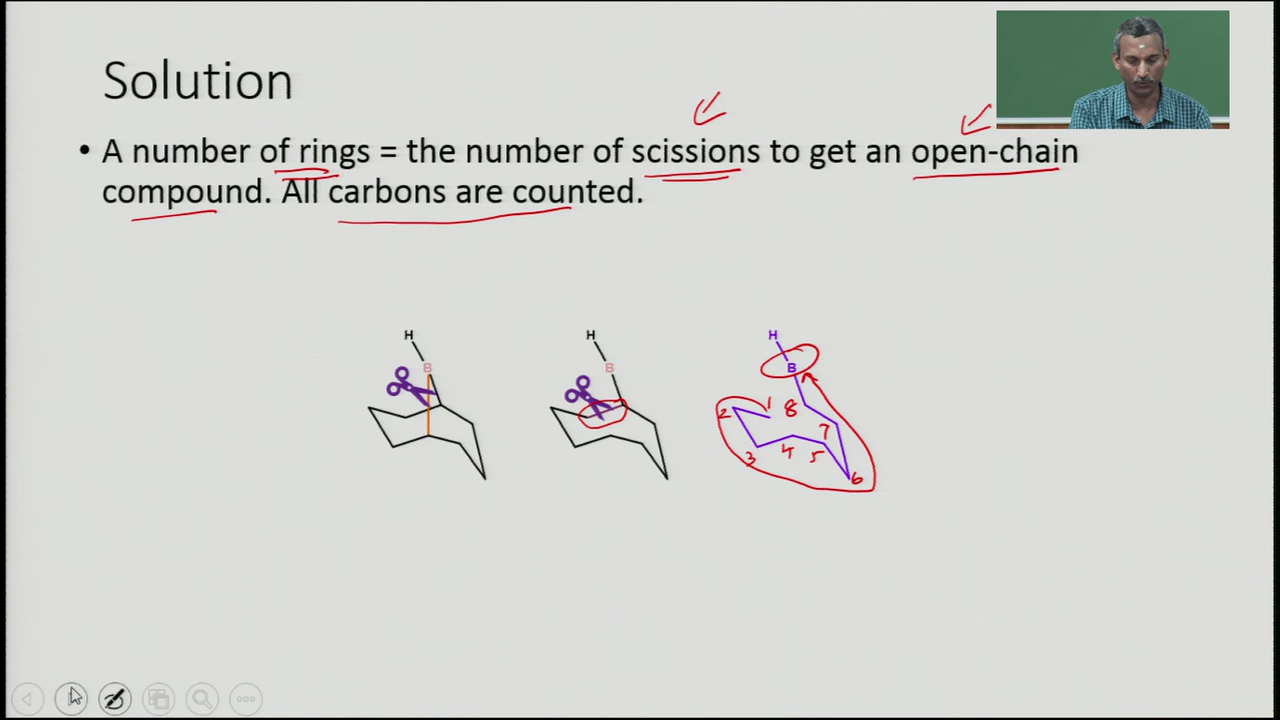 Solution
• A number of rings = the number of scissions to get an open-chain
compound. All carbons are counted.
H
B
H
B
H
B
1
2
8
7
3
4
5
6